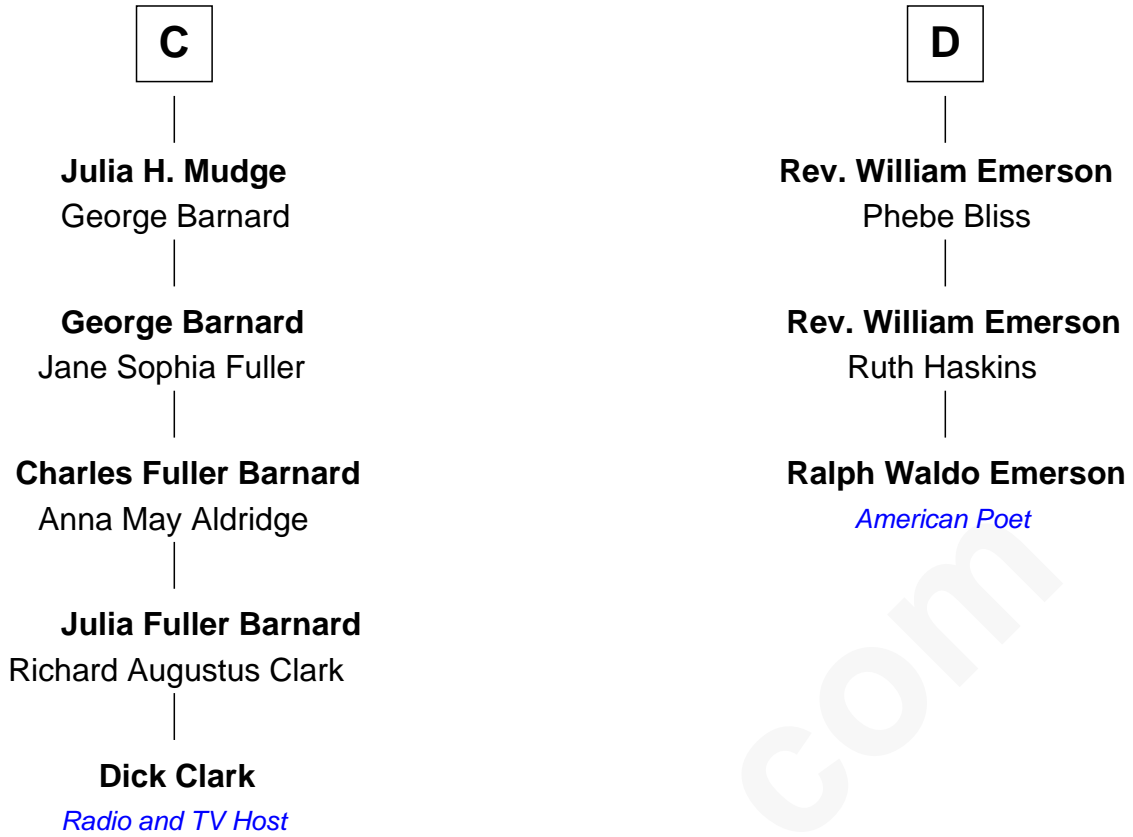 C
Julia H. Mudge
George Barnard
George Barnard
Jane Sophia Fuller
Charles Fuller Barnard
Anna May Aldridge
Julia Fuller Barnard
Richard Augustus Clark
Dick Clark
Radio and TV Host
D
Rev. William Emerson
Phebe Bliss
Rev. William Emerson
Ruth Haskins
Ralph Waldo Emerson
American Poet
com